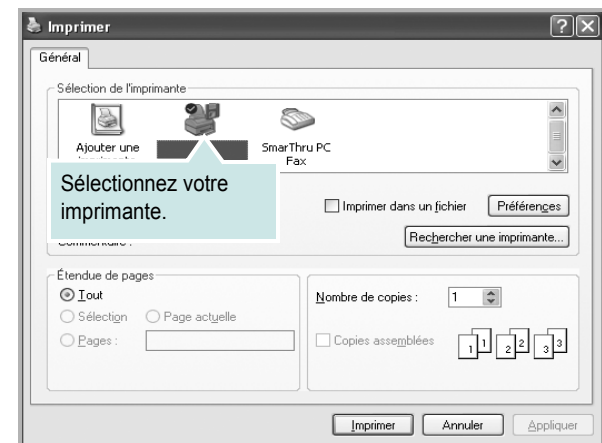 Imprimer
Général
Sélection de l'imprimante
Ajouter une
SmarThru PC
Fax
Sélectionnez votre
imprimante.
Imprimer dans un fichier
Préférences
Rechercher une imprimante...
Étendue de pages
Tout
Sélection
Page actuelle
Pages :
Nombre de copies :
1
Copies assemblées
1 1 2 2 3 3
Imprimer
Annuler
Appliquer